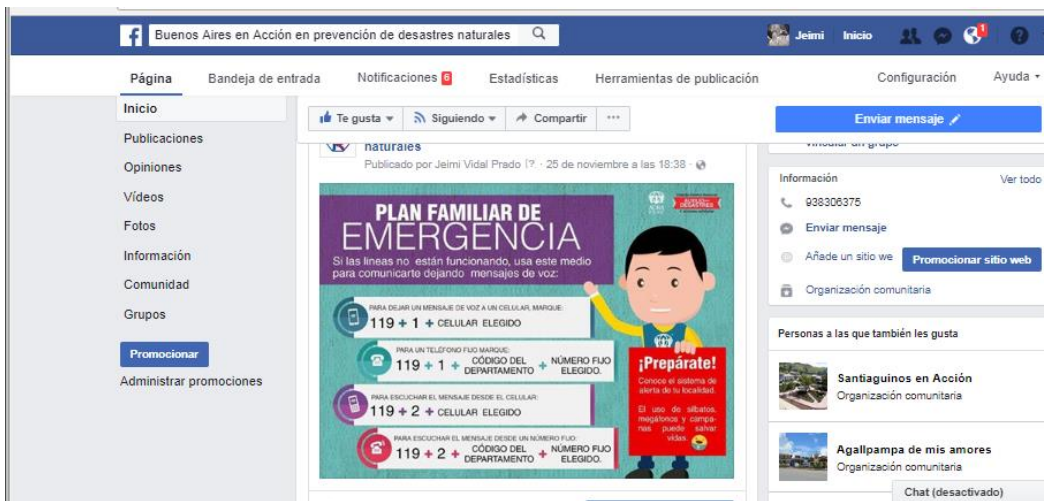 Buenos Aires en Acción en prevención de desastres naturales
Jeimi Inicio 1
Página Bandeja de entrada Notificaciones 6 Estadísticas Herramientas de publicación Configuración Ayuda
Inicio
Publicaciones
Opiniones
Vídeos
Fotos
Información
Comunidad
Grupos
Promocionar
Administrar promociones
Te gusta Siguiendo Compartir ...
Enviar mensaje
naturales
Publicado por Jeimi Vidal Prado [? · 25 de noviembre a las 18:38 ·
PLAN FAMILIAR DE
EMERGENCIA
Si las lineas no están funcionando, usa este medio
para comunicarte dejando mensajes de voz:
PARA DEJAR UN MENSAJE DE VOZ A UN CELULAR, MARQUE:
119 + 1 + CELULAR ELEGIDO
PARA UN TELÉFONO FIJO MARQUE:
119 + 1 + CÓDIGO DEL DEPARTAMENTO + NÚMERO FIJO ELEGIDO.
PARA ESCUCHAR EL MENSAJE DESDE EL CELULAR:
119 + 2 + CELULAR ELEGIDO
PARA ESCUCHAR EL MENSAJE DESDE UN NÚMERO FIJO:
119 + 2 + CÓDIGO DEL DEPARTAMENTO + NÚMERO FIJO ELEGIDO.
¡Prepárate!
Conoce el sistema de
alerta de tu localidad.
El uso de silbatos,
megáfonos y campa-
nas puede salvar
vidas.
vincular un grupo
Información Ver todo
938306375
Enviar mensaje
Añade un sitio we Promocionar sitio web
Organización comunitaria
Personas a las que también les gusta
Santiaguinos en Acción
Organización comunitaria
Agallpampa de mis amores
Organización comunitaria
Chat (desactivado)